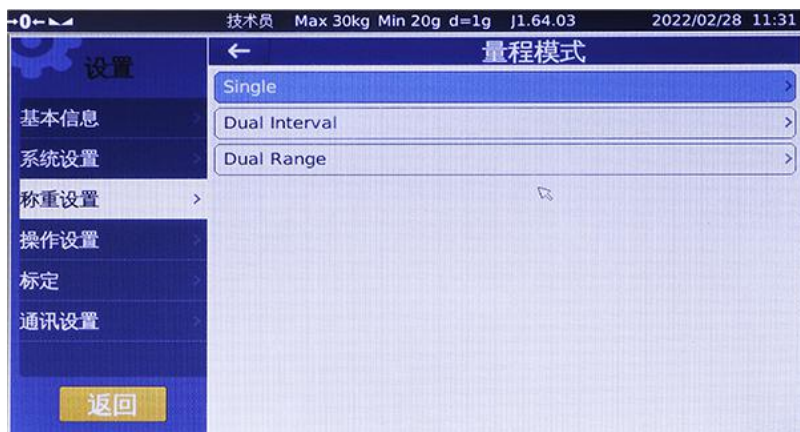 →0← 技术员 Max 30kg Min 20g d=1g J1.64.03 2022/02/28 11:31
设置
← 量程模式
Single >
Dual Interval >
Dual Range >
基本信息 >
系统设置 >
称重设置 >
操作设置 >
标定 >
通讯设置 >
返回